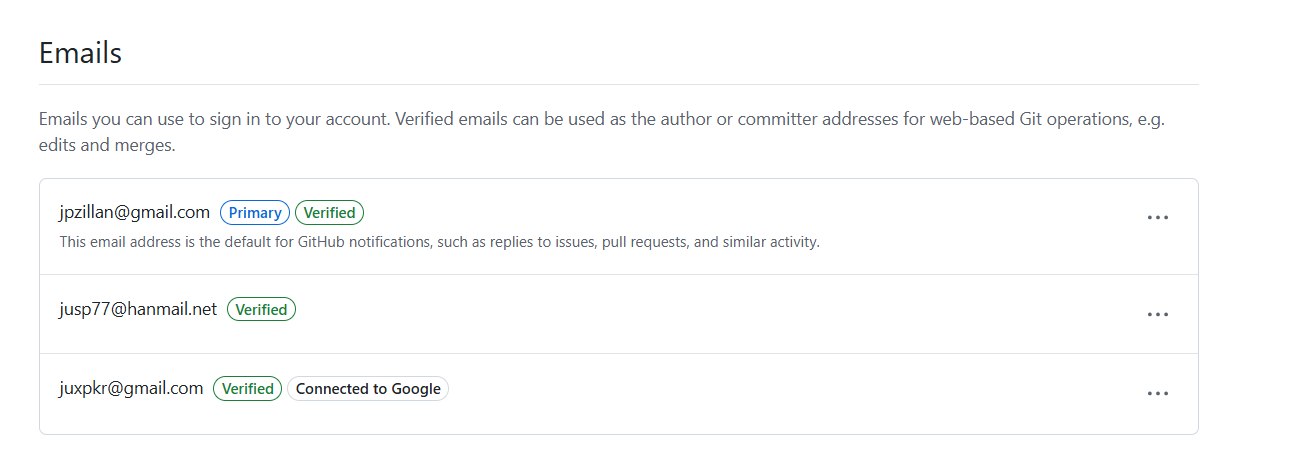 Emails
Emails you can use to sign in to your account. Verified emails can be used as the author or committer addresses for web-based Git operations, e.g.
edits and merges.
jpzillan@gmail.com Primary Verified
This email address is the default for GitHub notifications, such as replies to issues, pull requests, and similar activity.
jusp77@hanmail.net Verified
juxpkr@gmail.com Verified Connected to Google